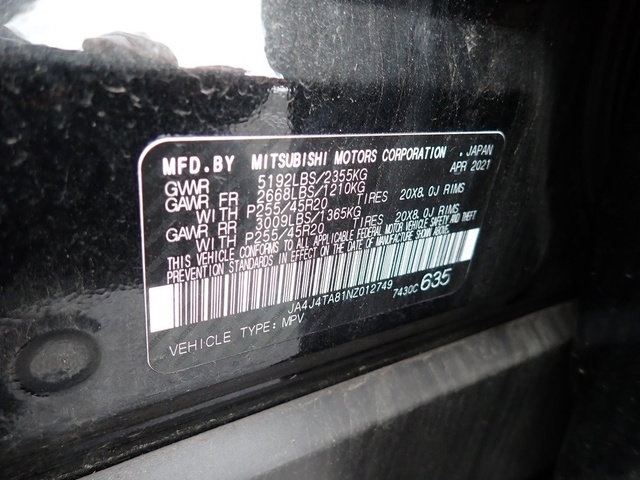 MFD.BY MITSUBISHI MOTORS CORPORATION , JAPAN
APR 2021
GVWR 5192LBS/2355KG
GAWR FR 2668LBS/1210KG
WITH P255/45R20 TIRES 20X8.0J RIMS
GAWR RR 3009LBS/1365KG
WITH P255/45R20 TIRES 20X8.0J RIMS
THIS VEHICLE CONFORMS TO ALL APPLICABLE FEDERAL MOTOR VEHICLE SAFETY AND THEFT
PREVENTION STANDARDS IN EFFECT ON THE DATE OF MANUFACTURE SHOWN ABOVE.
JA4J4TA81NZ012749 7430C 635
VEHICLE TYPE: MPV